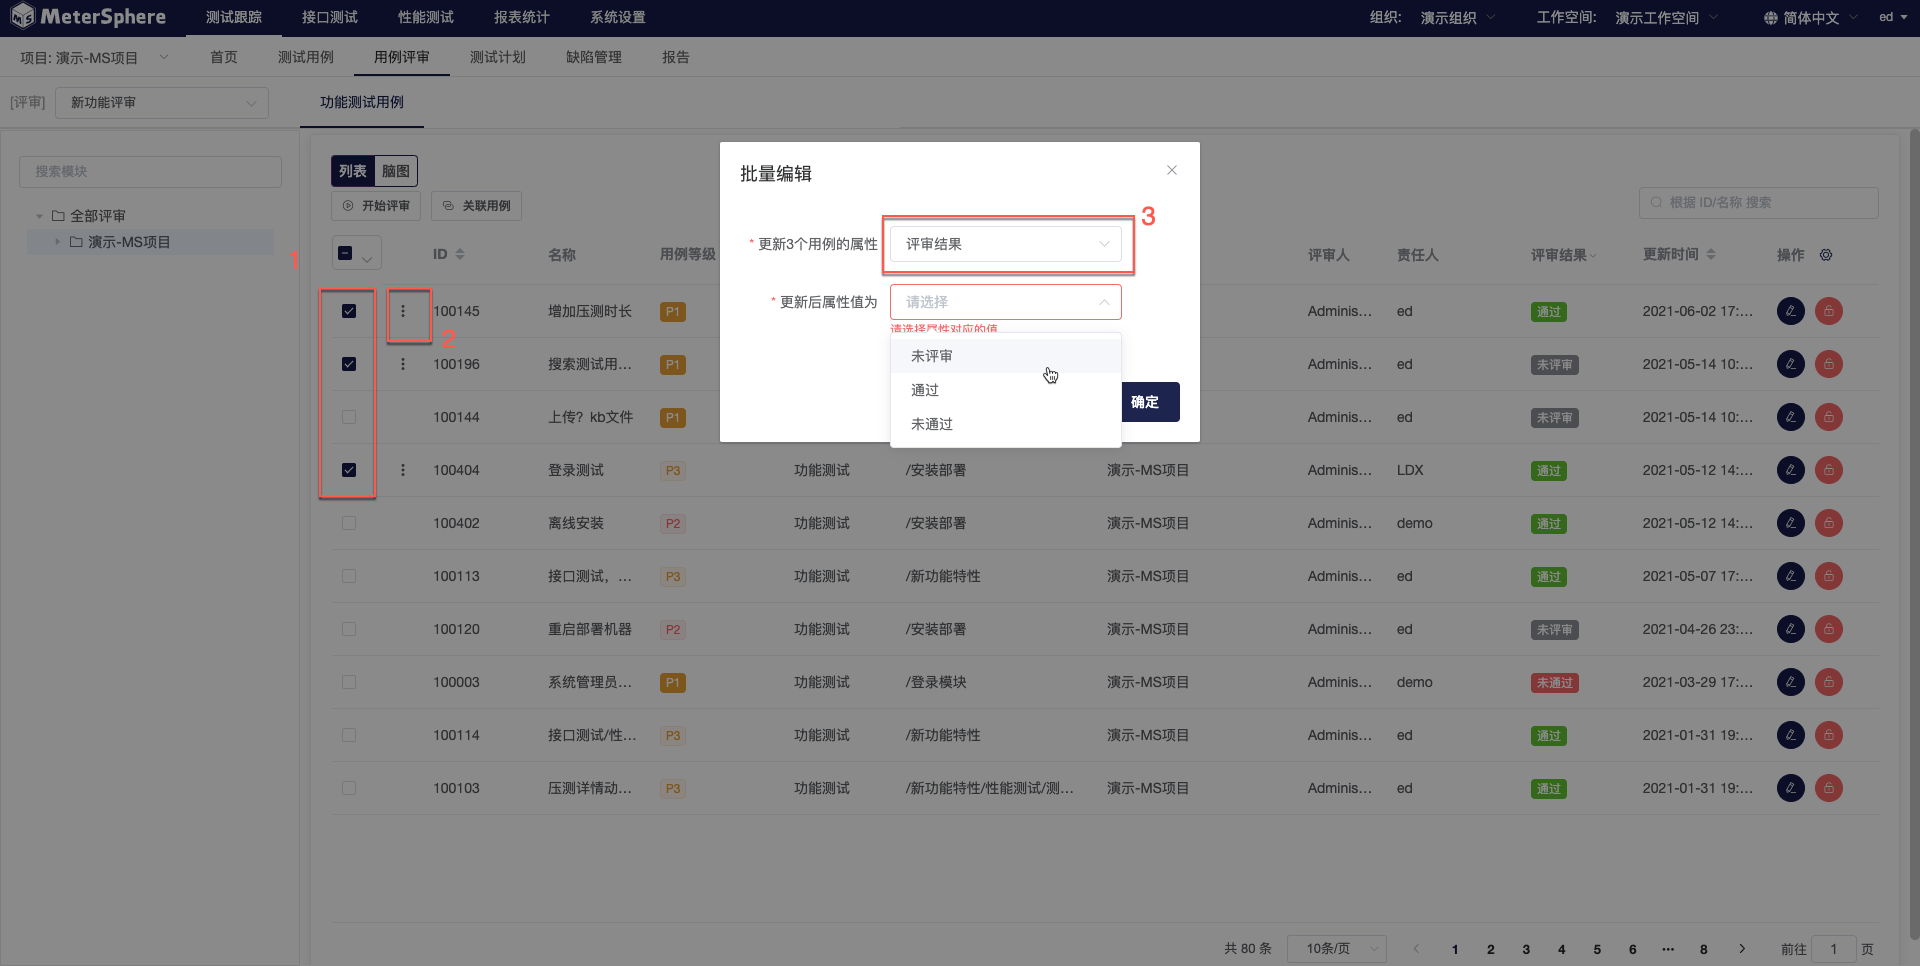 MeterSphere 测试跟踪 接口测试 性能测试 报表统计 系统设置 组织: 演示组织 工作空间: 演示工作空间 简体中文 ed
项目: 演示-MS项目 首页 测试用例 用例评审 测试计划 缺陷管理 报告
[评审] 新功能评审 功能测试用例
搜索模块
全部评审
演示-MS项目
列表 脑图
开始评审 关联用例
根据 ID/名称 搜索
ID 名称 用例等级 评审人 责任人 评审结果 更新时间 操作
1
2
3
批量编辑
* 更新3个用例的属性 评审结果
* 更新后属性值为 请选择
请选择属性对应的值
未评审
通过
未通过
确定
100145 增加压测时长 P1 Adminis... ed 通过 2021-06-02 17:...
100196 搜索测试用... P1 Adminis... ed 未评审 2021-05-14 10:...
100144 上传? kb文件 P1 Adminis... ed 未评审 2021-05-14 10:...
100404 登录测试 P3 功能测试 /安装部署 演示-MS项目 Adminis... LDX 通过 2021-05-12 14:...
100402 离线安装 P2 功能测试 /安装部署 演示-MS项目 Adminis... demo 通过 2021-05-12 14:...
100113 接口测试, ... P3 功能测试 /新功能特性 演示-MS项目 Adminis... ed 通过 2021-05-07 17:...
100120 重启部署机器 P2 功能测试 /安装部署 演示-MS项目 Adminis... ed 未评审 2021-04-26 23:...
100003 系统管理员... P1 功能测试 /登录模块 演示-MS项目 Adminis... demo 未通过 2021-03-29 17:...
100114 接口测试/性... P3 功能测试 /新功能特性 演示-MS项目 Adminis... ed 通过 2021-01-31 19:...
100103 压测详情动... P3 功能测试 /新功能特性/性能测试/测... 演示-MS项目 Adminis... ed 通过 2021-01-31 19:...
共 80 条 10条/页 1 2 3 4 5 6 ... 8 前往 1 页